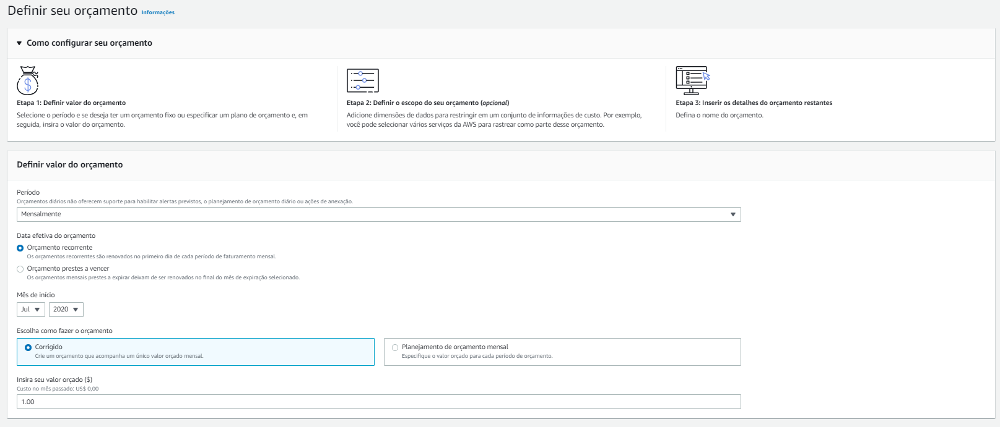 Definir seu orçamento Informações
Como configurar seu orçamento
Etapa 1: Definir valor do orçamento
Selecione o período e se deseja ter um orçamento fixo ou especificar um plano de orçamento e, em
seguida, insira o valor do orçamento.
Etapa 2: Definir o escopo do seu orçamento (opcional)
Adicione dimensões de dados para restringir em um conjunto de informações de custo. Por exemplo,
você pode selecionar vários serviços da AWS para rastrear como parte desse orçamento.
Etapa 3: Inserir os detalhes do orçamento restantes
Defina o nome do orçamento.
Definir valor do orçamento
Período
Orçamentos diários não oferecem suporte para habilitar alertas previstos, o planejamento de orçamento diário ou ações de anexação.
Mensalmente
Data efetiva do orçamento
Orçamento recorrente
Os orçamentos recorrentes são renovados no primeiro dia de cada período de faturamento mensal.
Orçamento prestes a vencer
Os orçamentos mensais prestes a expirar deixam de ser renovados no final do mês de expiração selecionado.
Mês de início
Jul 2020
Escolha como fazer o orçamento
Corrigido
Crie um orçamento que acompanha um único valor orçado mensal.
Planejamento de orçamento mensal
Especifique o valor orçado para cada período de orçamento.
Insira seu valor orçado ($)
Custo no mês passado: US$ 0,00
1.00